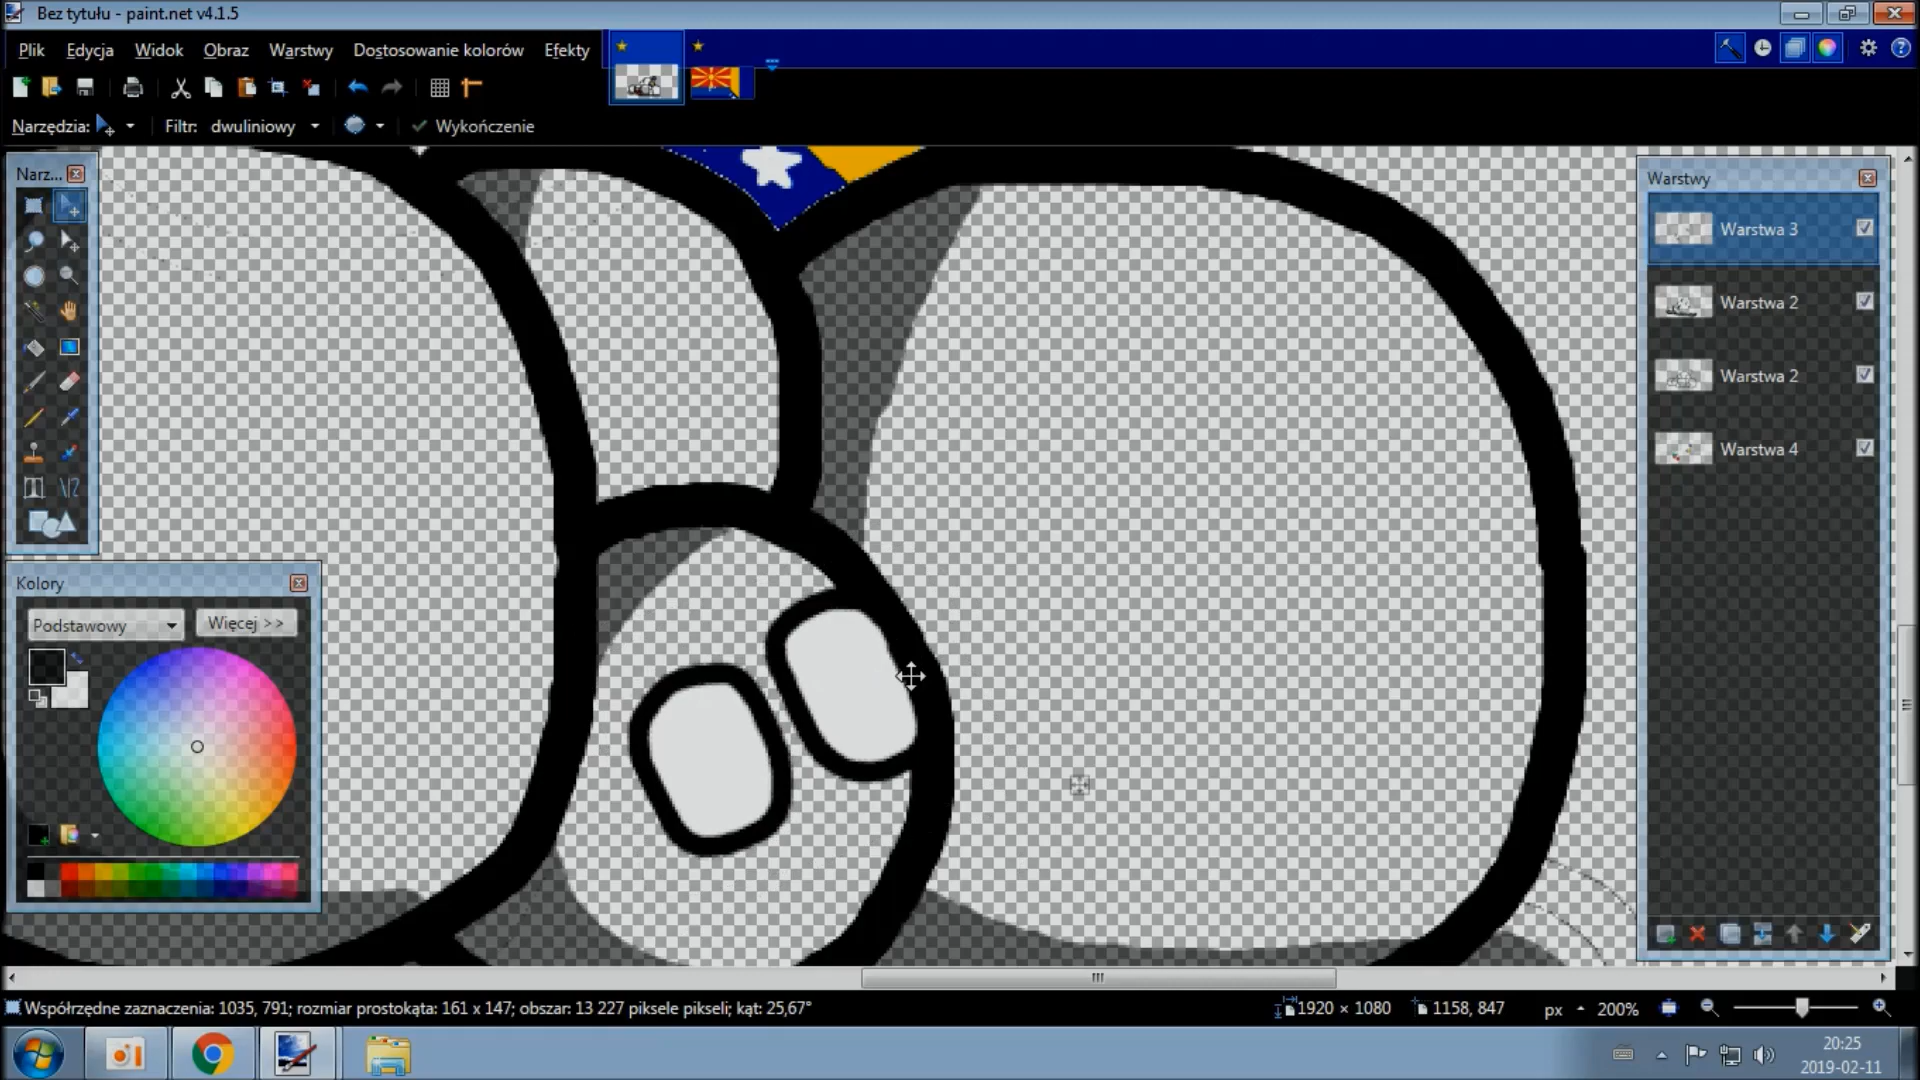 Bez tytułu - paint.net v4.1.5
Plik Edycja Widok Obraz Warstwy Dostosowanie kolorów Efekty
Narzędzia: Filtr: dwuliniowy Wykończenie
Narz...
Warstwy
Warstwa 3
Warstwa 2
Warstwa 2
Warstwa 4
Kolory
Podstawowy Więcej >>
Współrzędne zaznaczenia: 1035, 791; rozmiar prostokąta: 161 x 147; obszar: 13 227 piksele pikseli; kąt: 25,67° 1920 × 1080 1158, 847 px 200%
20:25
2019-02-11